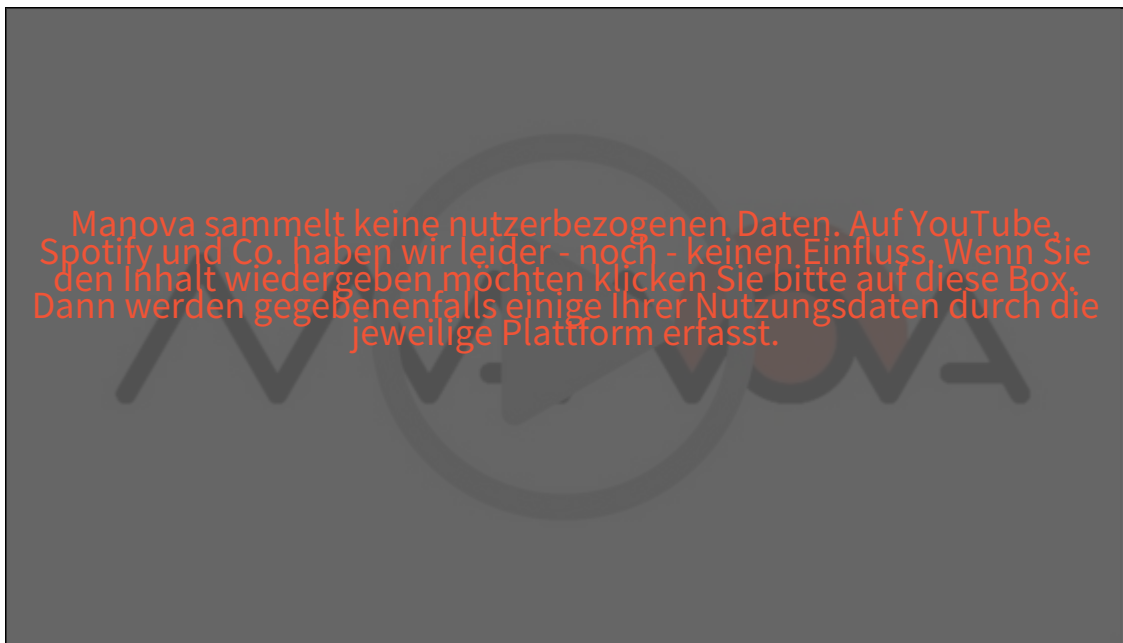 Manova sammelt keine nutzerbezogenen Daten. Auf YouTube,
Spotify und Co. haben wir leider - noch - keinen Einfluss. Wenn Sie
den Inhalt wiedergeben möchten klicken Sie bitte auf diese Box.
Dann werden gegebenenfalls einige Ihrer Nutzungsdaten durch die
jeweilige Plattform erfasst.
MANOVA